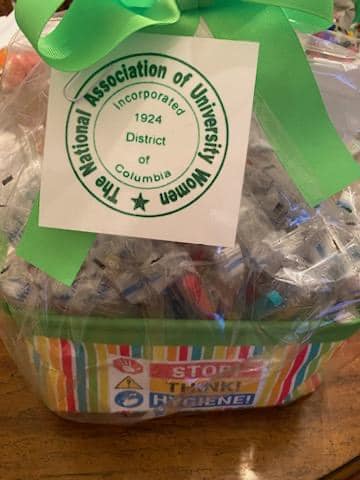 The National Association of University Women
Incorporated
1924
District
of
Columbia
STOP!
THINK!
HYGIENE!